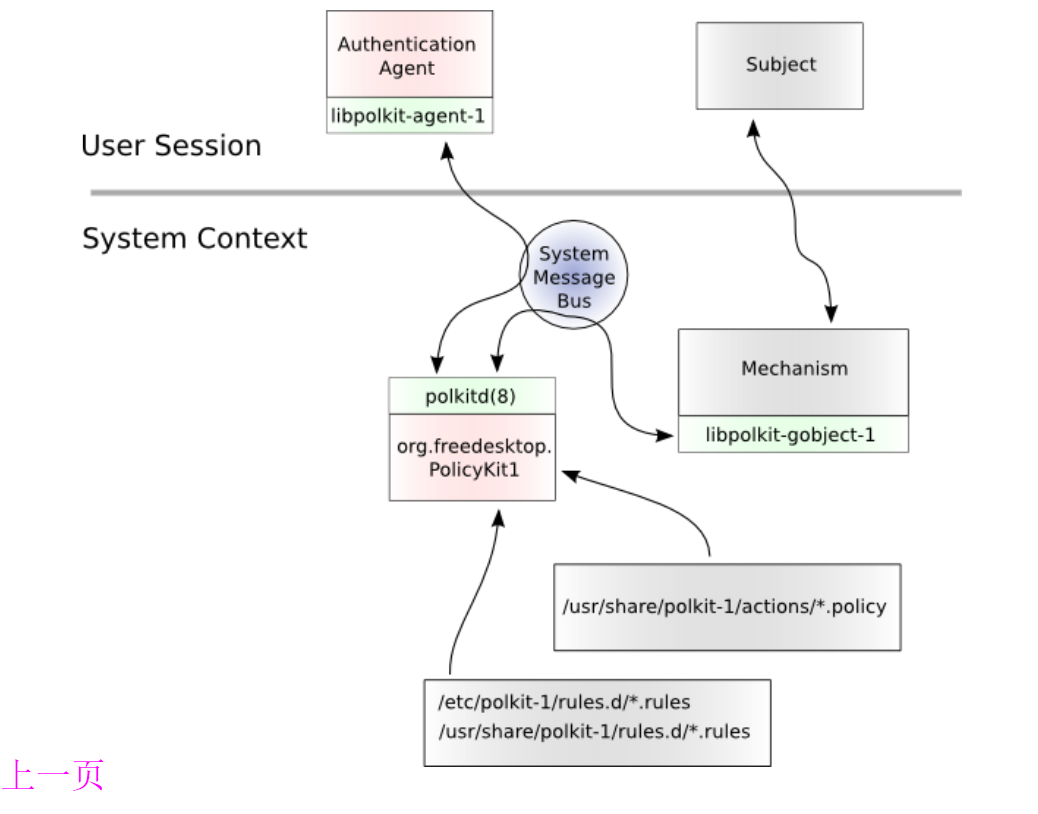 Authentication
Agent
libpolkit-agent-1
Subject
User Session
System Context
System
Message
Bus
Mechanism
libpolkit-gobject-1
polkitd(8)
org.freedesktop.
PolicyKit1
/usr/share/polkit-1/actions/*.policy
/etc/polkit-1/rules.d/*.rules
/usr/share/polkit-1/rules.d/*.rules
上一页